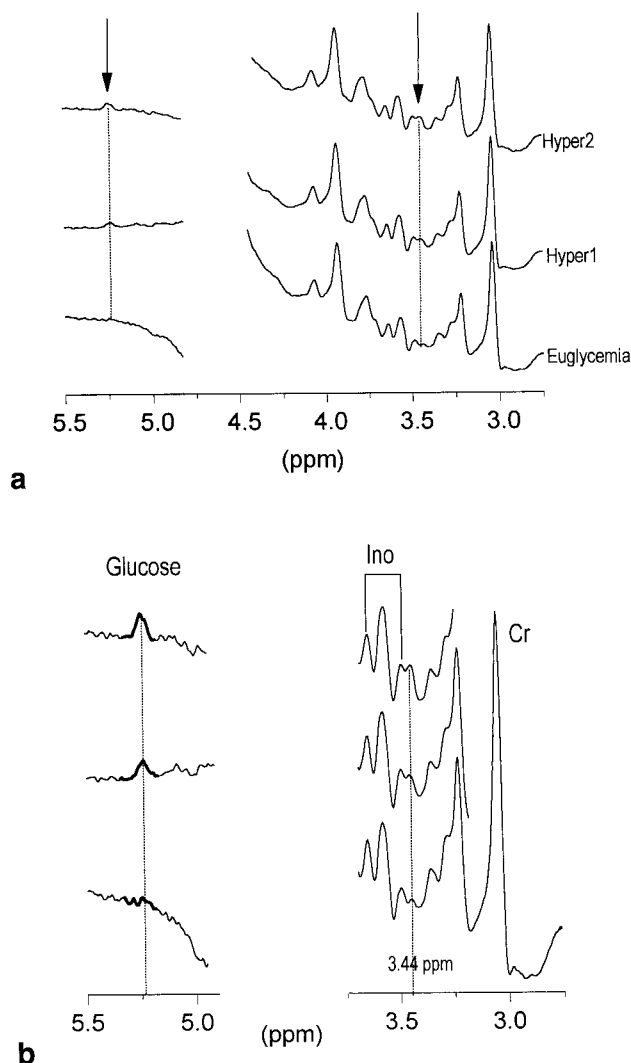 Hyper2
Hyper1
Euglycemia
5.5 5.0 4.5 4.0 3.5 3.0
(ppm)
a
Glucose Ino
Cr
3.44 ppm
5.5 5.0 3.5 3.0
(ppm)
b